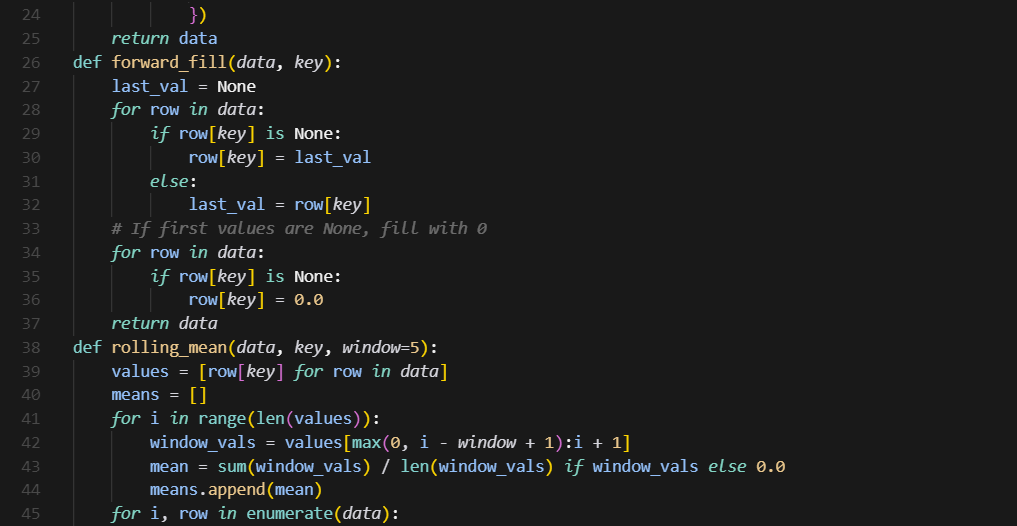 24 })
25 return data
26 def forward_fill(data, key):
27 last_val = None
28 for row in data:
29 if row[key] is None:
30 row[key] = last_val
31 else:
32 last_val = row[key]
33 # If first values are None, fill with 0
34 for row in data:
35 if row[key] is None:
36 row[key] = 0.0
37 return data
38 def rolling_mean(data, key, window=5):
39 values = [row[key] for row in data]
40 means = []
41 for i in range(len(values)):
42 window_vals = values[max(0, i - window + 1):i + 1]
43 mean = sum(window_vals) / len(window_vals) if window_vals else 0.0
44 means.append(mean)
45 for i, row in enumerate(data):